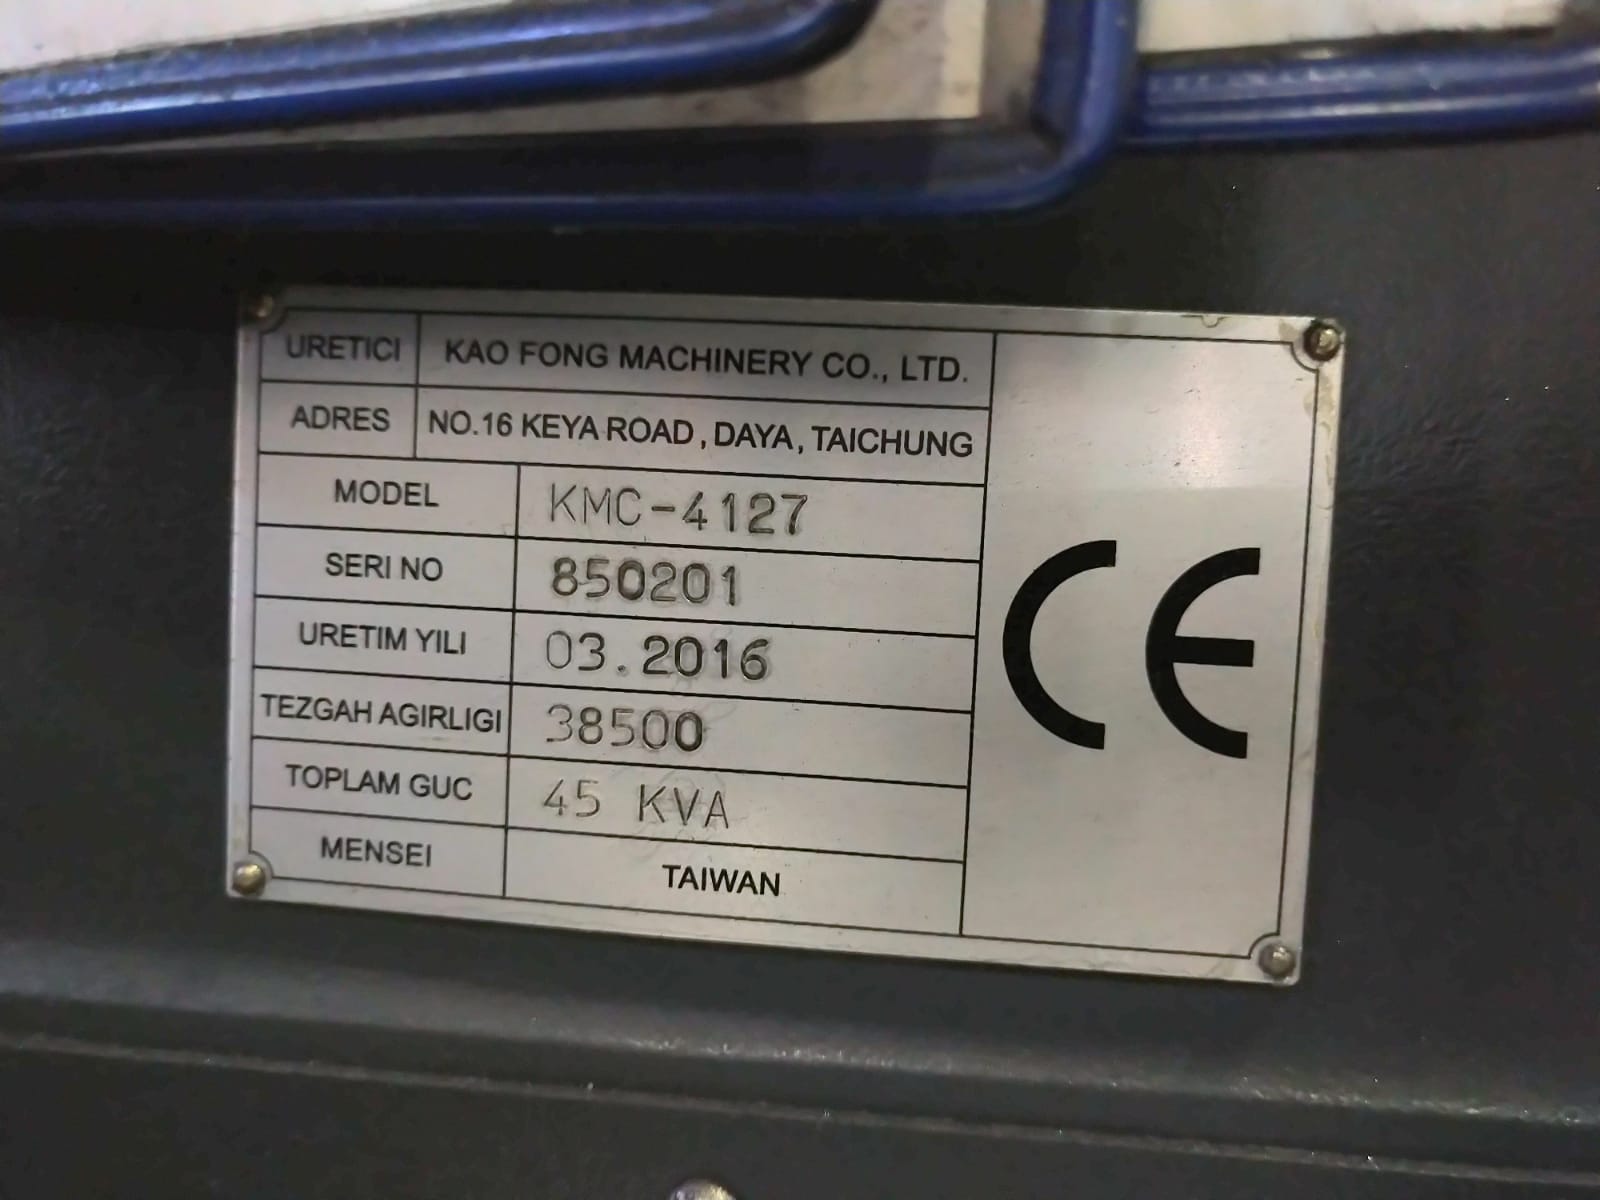 URETICI KAO FONG MACHINERY CO., LTD.
ADRES NO.16 KEYA ROAD, DAYA, TAICHUNG
MODEL KMC-4127
SERI NO 850201
URETIM YILI 03.2016
TEZGAH AGIRLIGI 38500
TOPLAM GUC 45 KVA
MENSEI TAIWAN
CE